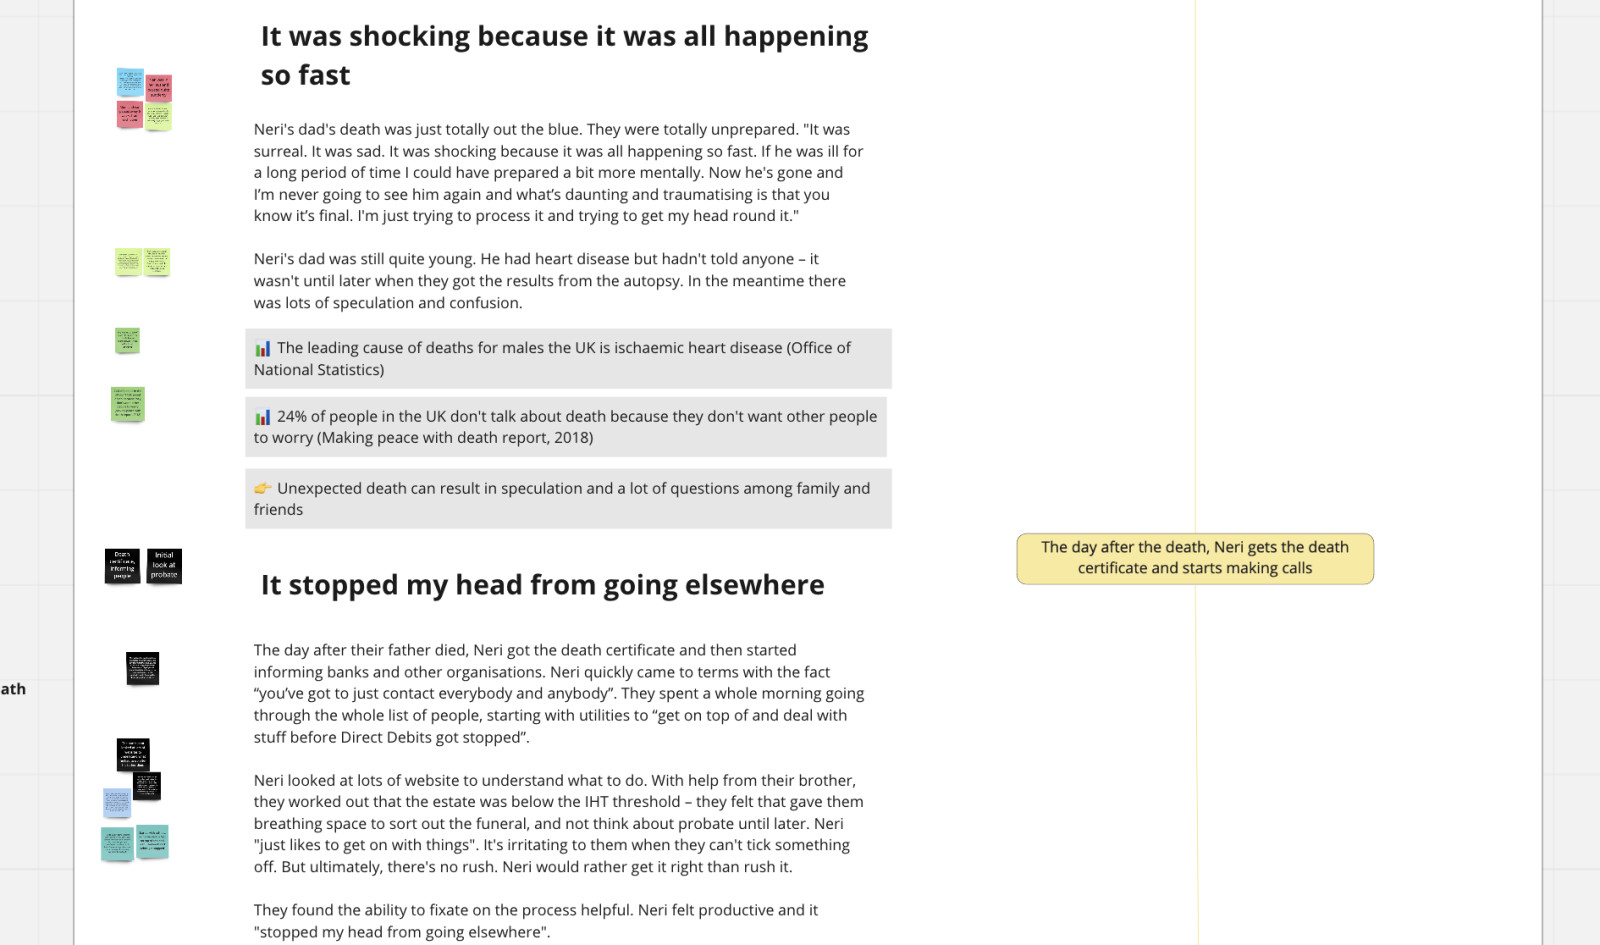 It was shocking because it was all happening
so fast
Neri's dad's death was just totally out the blue. They were totally unprepared. "It was
surreal. It was sad. It was shocking because it was all happening so fast. If he was ill for
a long period of time I could have prepared a bit more mentally. Now he's gone and
I’m never going to see him again and what’s daunting and traumatising is that you
know it’s final. I'm just trying to process it and trying to get my head round it."
Neri's dad was still quite young. He had heart disease but hadn't told anyone – it
wasn't until later when they got the results from the autopsy. In the meantime there
was lots of speculation and confusion.
📊 The leading cause of deaths for males the UK is ischaemic heart disease (Office of
National Statistics)
📊 24% of people in the UK don't talk about death because they don't want other people
to worry (Making peace with death report, 2018)
👉 Unexpected death can result in speculation and a lot of questions among family and
friends
Death
certificate,
informing
people
Initial
look at
probate
The day after the death, Neri gets the death
certificate and starts making calls
It stopped my head from going elsewhere
The day after their father died, Neri got the death certificate and then started
informing banks and other organisations. Neri quickly came to terms with the fact
“you’ve got to just contact everybody and anybody”. They spent a whole morning going
through the whole list of people, starting with utilities to “get on top of and deal with
stuff before Direct Debits got stopped”.
ath
Neri looked at lots of website to understand what to do. With help from their brother,
they worked out that the estate was below the IHT threshold – they felt that gave them
breathing space to sort out the funeral, and not think about probate until later. Neri
"just likes to get on with things". It's irritating to them when they can't tick something
off. But ultimately, there's no rush. Neri would rather get it right than rush it.
They found the ability to fixate on the process helpful. Neri felt productive and it
"stopped my head from going elsewhere".